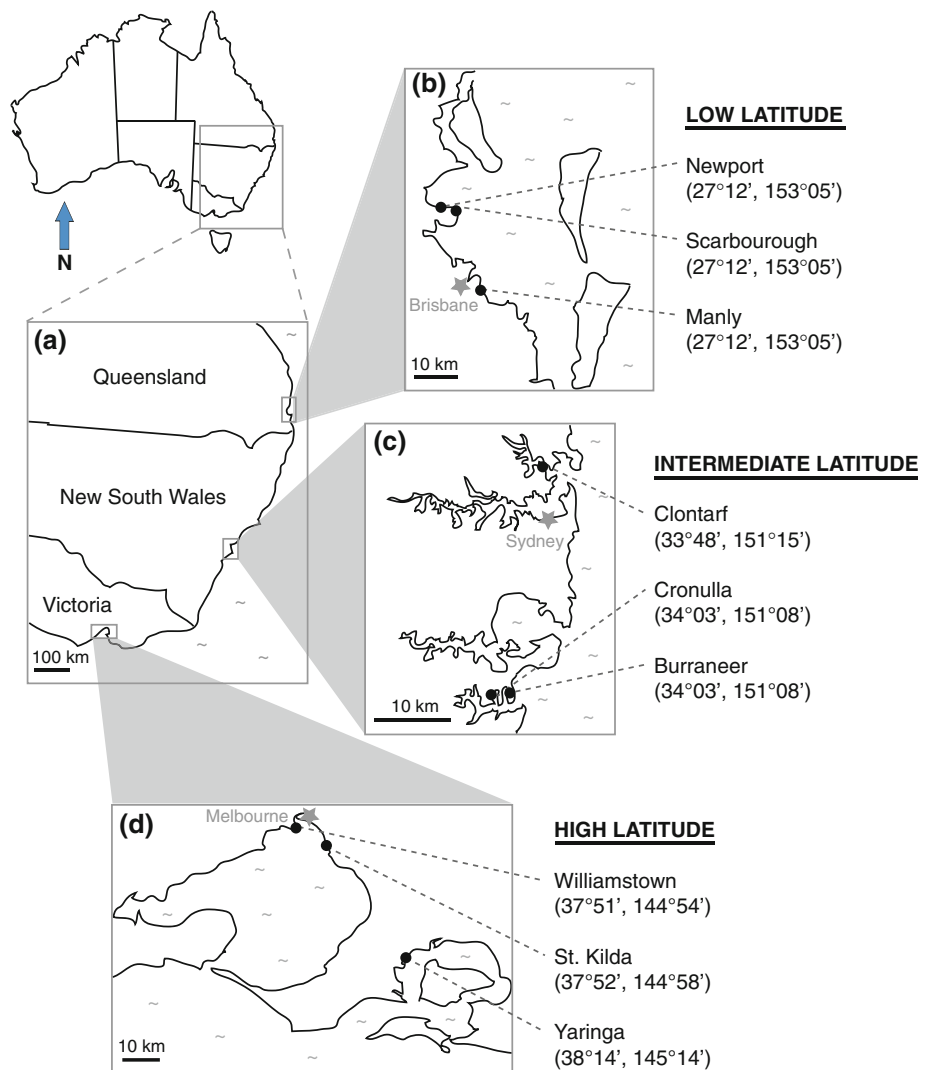 N
(a)
Queensland
New South Wales
Victoria
100 km
(b)
Brisbane
10 km
LOW LATITUDE
Newport
(27°12’, 153°05’)
Scarbourough
(27°12’, 153°05’)
Manly
(27°12’, 153°05’)
(c)
Sydney
10 km
INTERMEDIATE LATITUDE
Clontarf
(33°48’, 151°15’)
Cronulla
(34°03’, 151°08’)
Burraneer
(34°03’, 151°08’)
(d)
Melbourne
10 km
HIGH LATITUDE
Williamstown
(37°51’, 144°54’)
St. Kilda
(37°52’, 144°58’)
Yaringa
(38°14’, 145°14’)